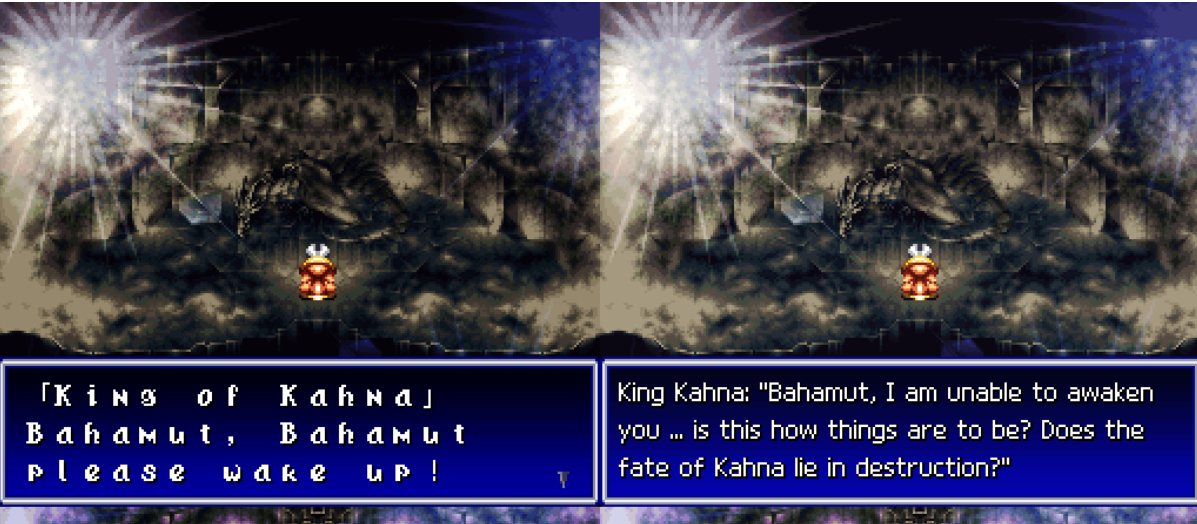 「King of Kahna」
Bahamut, Bahamut
please wake up!
King Kahna: "Bahamut, I am unable to awaken
you ... is this how things are to be? Does the
fate of Kahna lie in destruction?"